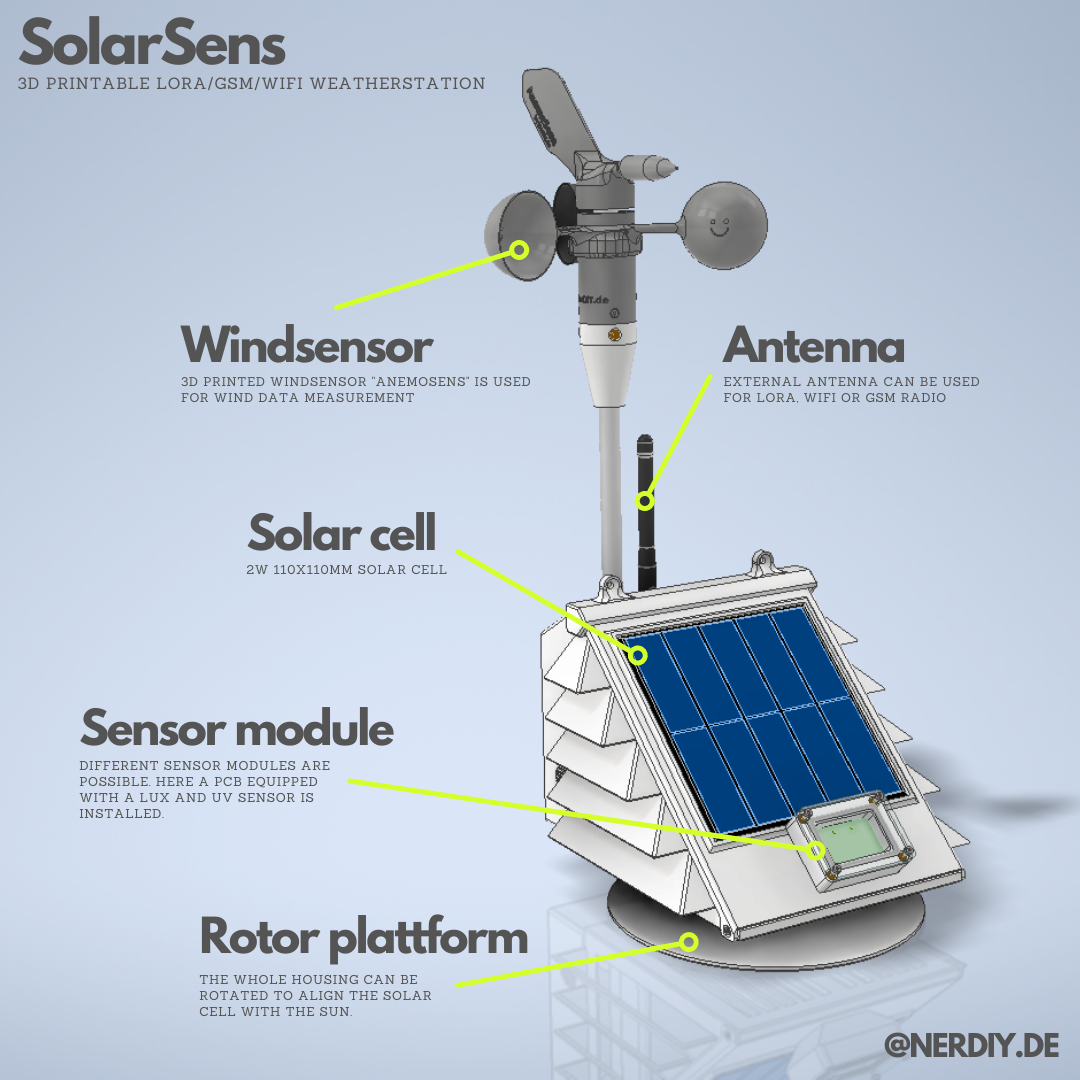 SolarSens
3D PRINTABLE LORA/GSM/WIFI WEATHERSTATION
Windsensor
3D PRINTED WINDSENSOR "ANEMOSENS" IS USED
FOR WIND DATA MEASUREMENT
Antenna
EXTERNAL ANTENNA CAN BE USED
FOR LORA, WIFI OR GSM RADIO
Solar cell
2W 110X110MM SOLAR CELL
Sensor module
DIFFERENT SENSOR MODULES ARE
POSSIBLE. HERE A PCB EQUIPPED
WITH A LUX AND UV SENSOR IS
INSTALLED.
Rotor plattform
THE WHOLE HOUSING CAN BE
ROTATED TO ALIGN THE SOLAR
CELL WITH THE SUN.
@NERDIY.DE